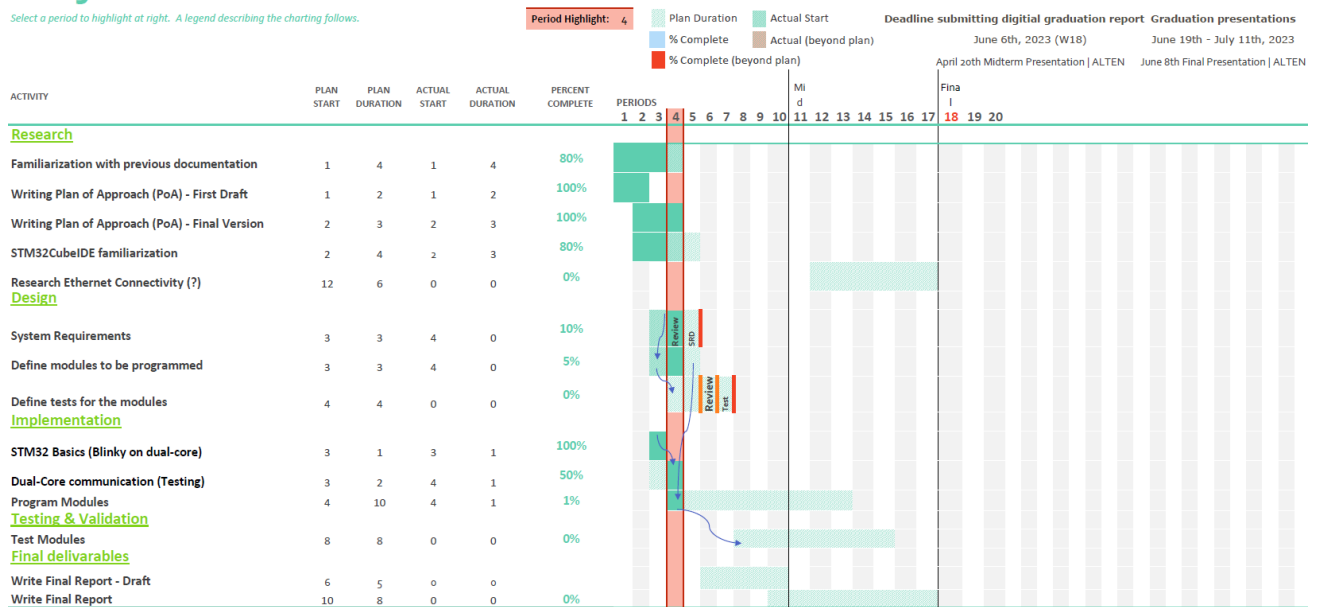 Select a period to highlight at right. A legend describing the charting follows.
Period Highlight: 4
Plan Duration
Actual Start
% Complete
Actual (beyond plan)
% Complete (beyond plan)
Deadline submitting digitial graduation report
Graduation presentations
June 6th, 2023 (W18)
June 19th - July 11th, 2023
April 20th Midterm Presentation | ALTEN
June 8th Final Presentation | ALTEN
ACTIVITY
PLAN START
PLAN DURATION
ACTUAL START
ACTUAL DURATION
PERCENT COMPLETE
PERIODS
Mi
d
Fina
l
1 2 3 4 5 6 7 8 9 10 11 12 13 14 15 16 17 18 19 20
Research
Familiarization with previous documentation 1 4 1 4 80%
Writing Plan of Approach (PoA) - First Draft 1 2 1 2 100%
Writing Plan of Approach (PoA) - Final Version 2 3 2 3 100%
STM32CubeIDE familiarization 2 4 2 3 80%
Research Ethernet Connectivity (?) 12 6 0 0 0%
Design
System Requirements 3 3 4 0 10%
Review
SRD
Define modules to be programmed 3 3 4 0 5%
Define tests for the modules 4 4 0 0 0%
Review
Test
Implementation
STM32 Basics (Blinky on dual-core) 3 1 3 1 100%
Dual-Core communication (Testing) 3 2 4 1 50%
Program Modules 4 10 4 1 1%
Testing & Validation
Test Modules 8 8 0 0 0%
Final delivarables
Write Final Report - Draft 6 5 0 0
Write Final Report 10 8 0 0 0%